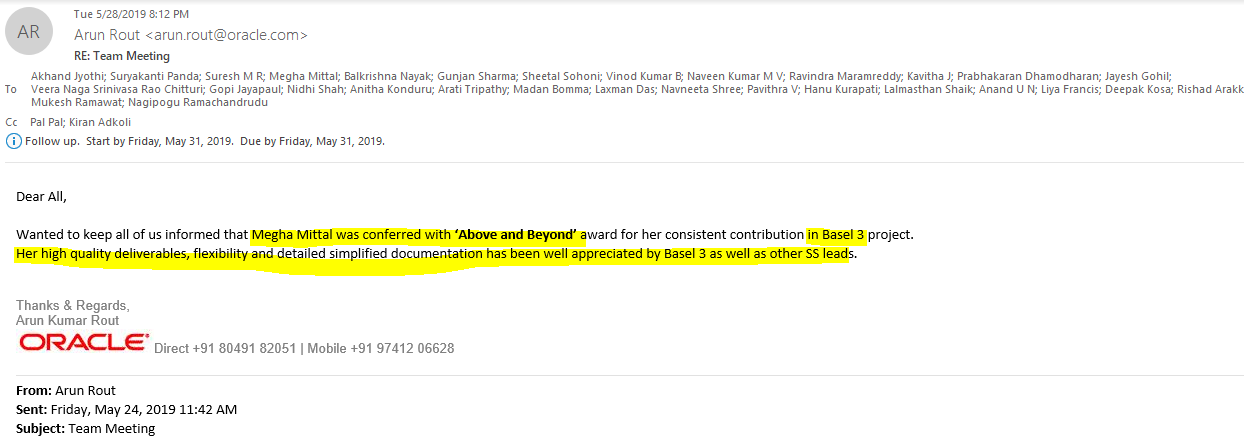 AR
Tue 5/28/2019 8:12 PM
Arun Rout <arun.rout@oracle.com>
RE: Team Meeting
Akhand Jyothi; Suryakanti Panda; Suresh M R; Megha Mittal; Balkrishna Nayak; Gunjan Sharma; Sheetal Sohoni; Vinod Kumar B; Naveen Kumar M V; Ravindra Maramreddy; Kavitha J; Prabhakaran Dhamodharan; Jayesh Gohil;
To Veera Naga Srinivasa Rao Chitturi; Gopi Jayapaul; Nidhi Shah; Anitha Konduru; Arati Tripathy; Madan Bomma; Laxman Das; Navneeta Shree; Pavithra V; Hanu Kurapati; Lalmasthan Shaik; Anand U N; Liya Francis; Deepak Kosa; Rishad Arakk
Mukesh Ramawat; Nagipogu Ramachandrudu
Cc Pal Pal; Kiran Adkoli
Follow up. Start by Friday, May 31, 2019. Due by Friday, May 31, 2019.
Dear All,
Wanted to keep all of us informed that Megha Mittal was conferred with ‘Above and Beyond’ award for her consistent contribution in Basel 3 project.
Her high quality deliverables, flexibility and detailed simplified documentation has been well appreciated by Basel 3 as well as other SS leads.
Thanks & Regards,
Arun Kumar Rout
ORACLE Direct +91 80491 82051 | Mobile +91 97412 06628
From: Arun Rout
Sent: Friday, May 24, 2019 11:42 AM
Subject: Team Meeting